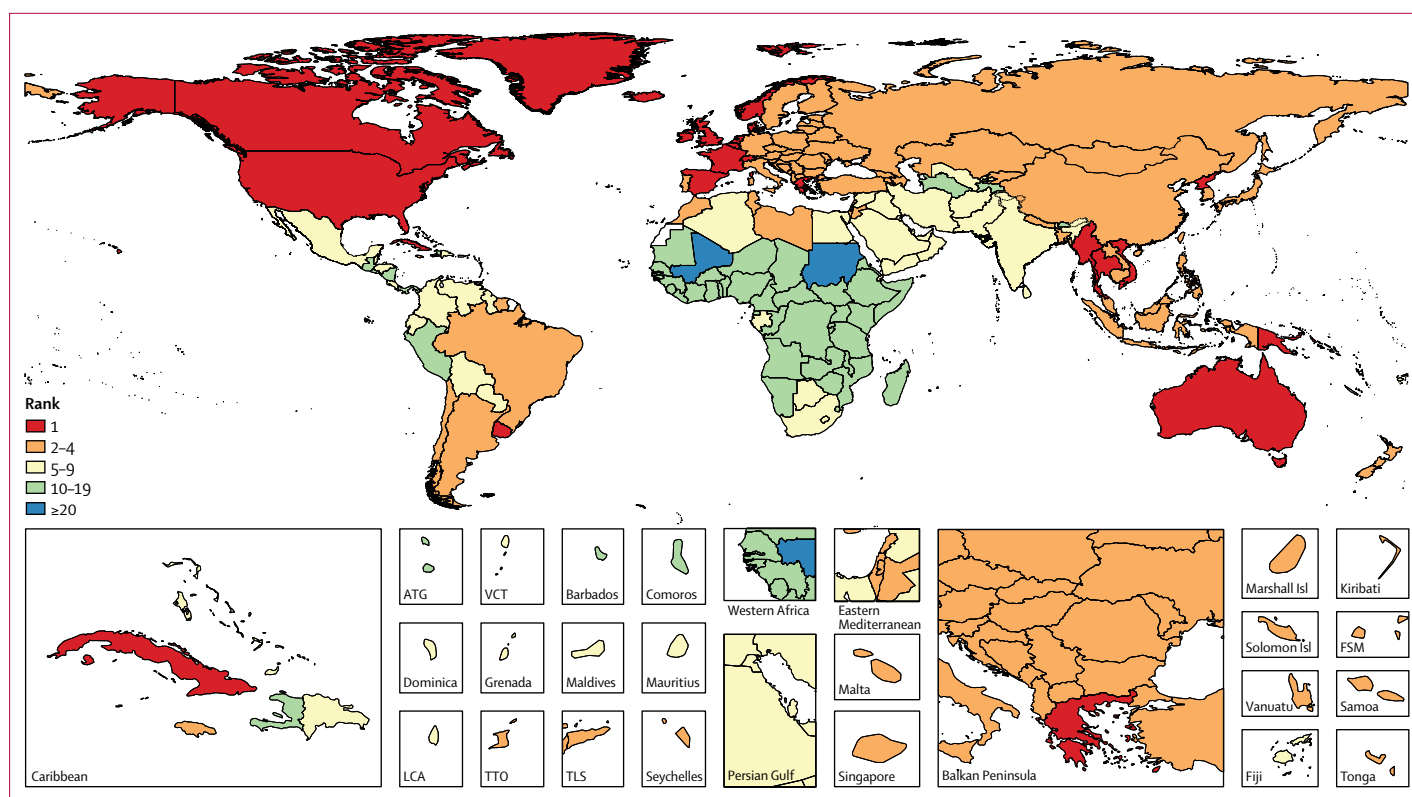 Rank
1
2–4
5–9
10–19
≥20
Caribbean
ATG
VCT
Barbados
Comoros
Dominica
Grenada
Maldives
Mauritius
LCA
TTO
TLS
Seychelles
Western Africa
Eastern
Mediterranean
Persian Gulf
Malta
Singapore
Balkan Peninsula
Marshall Isl
Kiribati
Solomon Isl
FSM
Vanuatu
Samoa
Fiji
Tonga